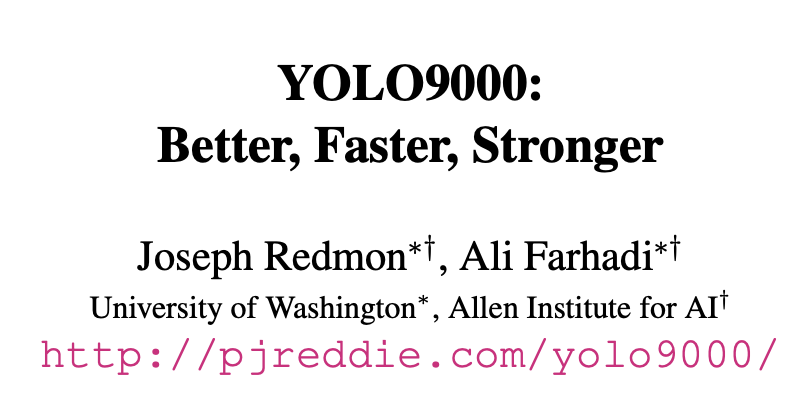 YOLO9000:
Better, Faster, Stronger
Joseph Redmon*†, Ali Farhadi*†
University of Washington*, Allen Institute for AI†
http://pjreddie.com/yolo9000/